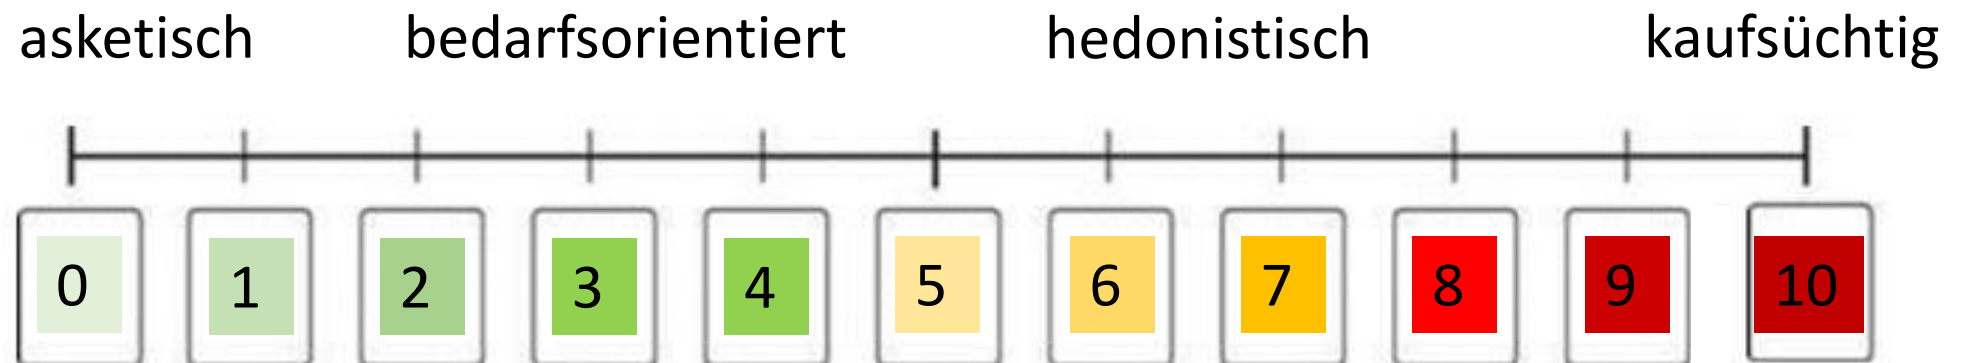 asketisch bedarfsorientiert hedonistisch kaufsüchtig
0 1 2 3 4 5 6 7 8 9 10